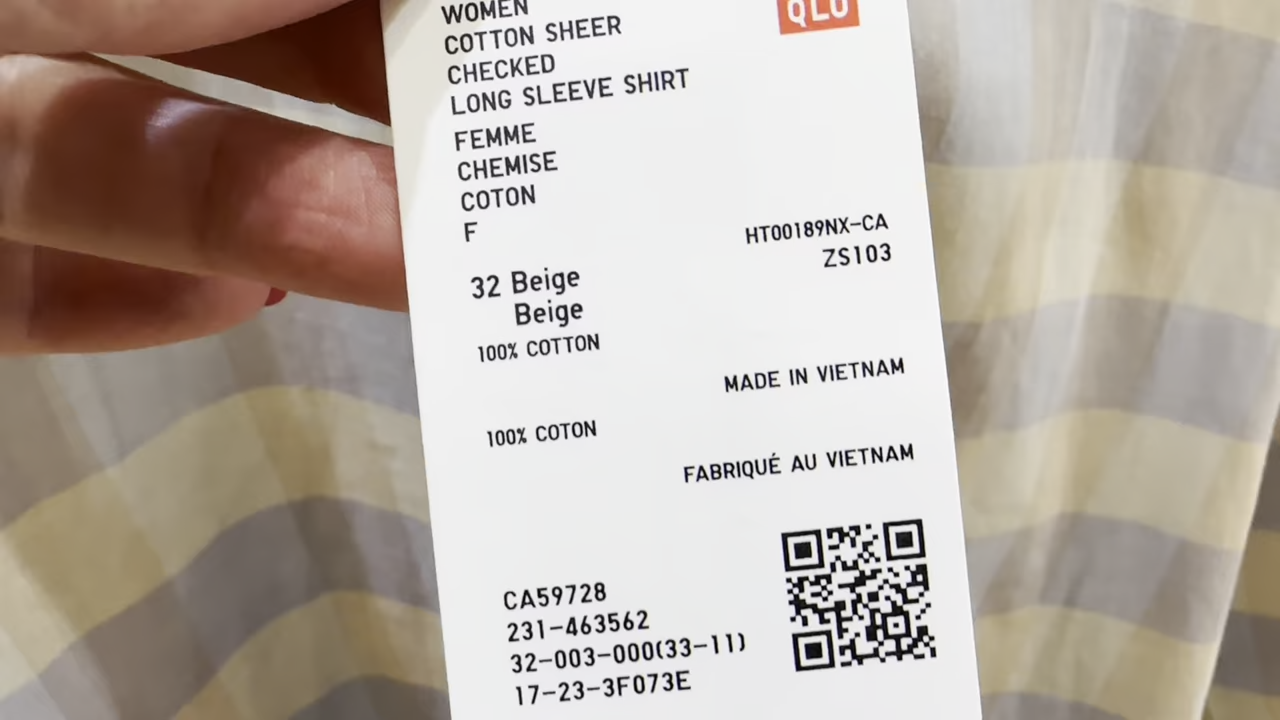 WOMEN
COTTON SHEER
CHECKED
LONG SLEEVE SHIRT
FEMME
CHEMISE
COTON
F
QLO
HT00189NX-CA
ZS103
32 Beige
Beige
100% COTTON
MADE IN VIETNAM
100% COTON
FABRIQUÉ AU VIETNAM
CA59728
231-463562
32-003-000(33-11)
17-23-3F073E